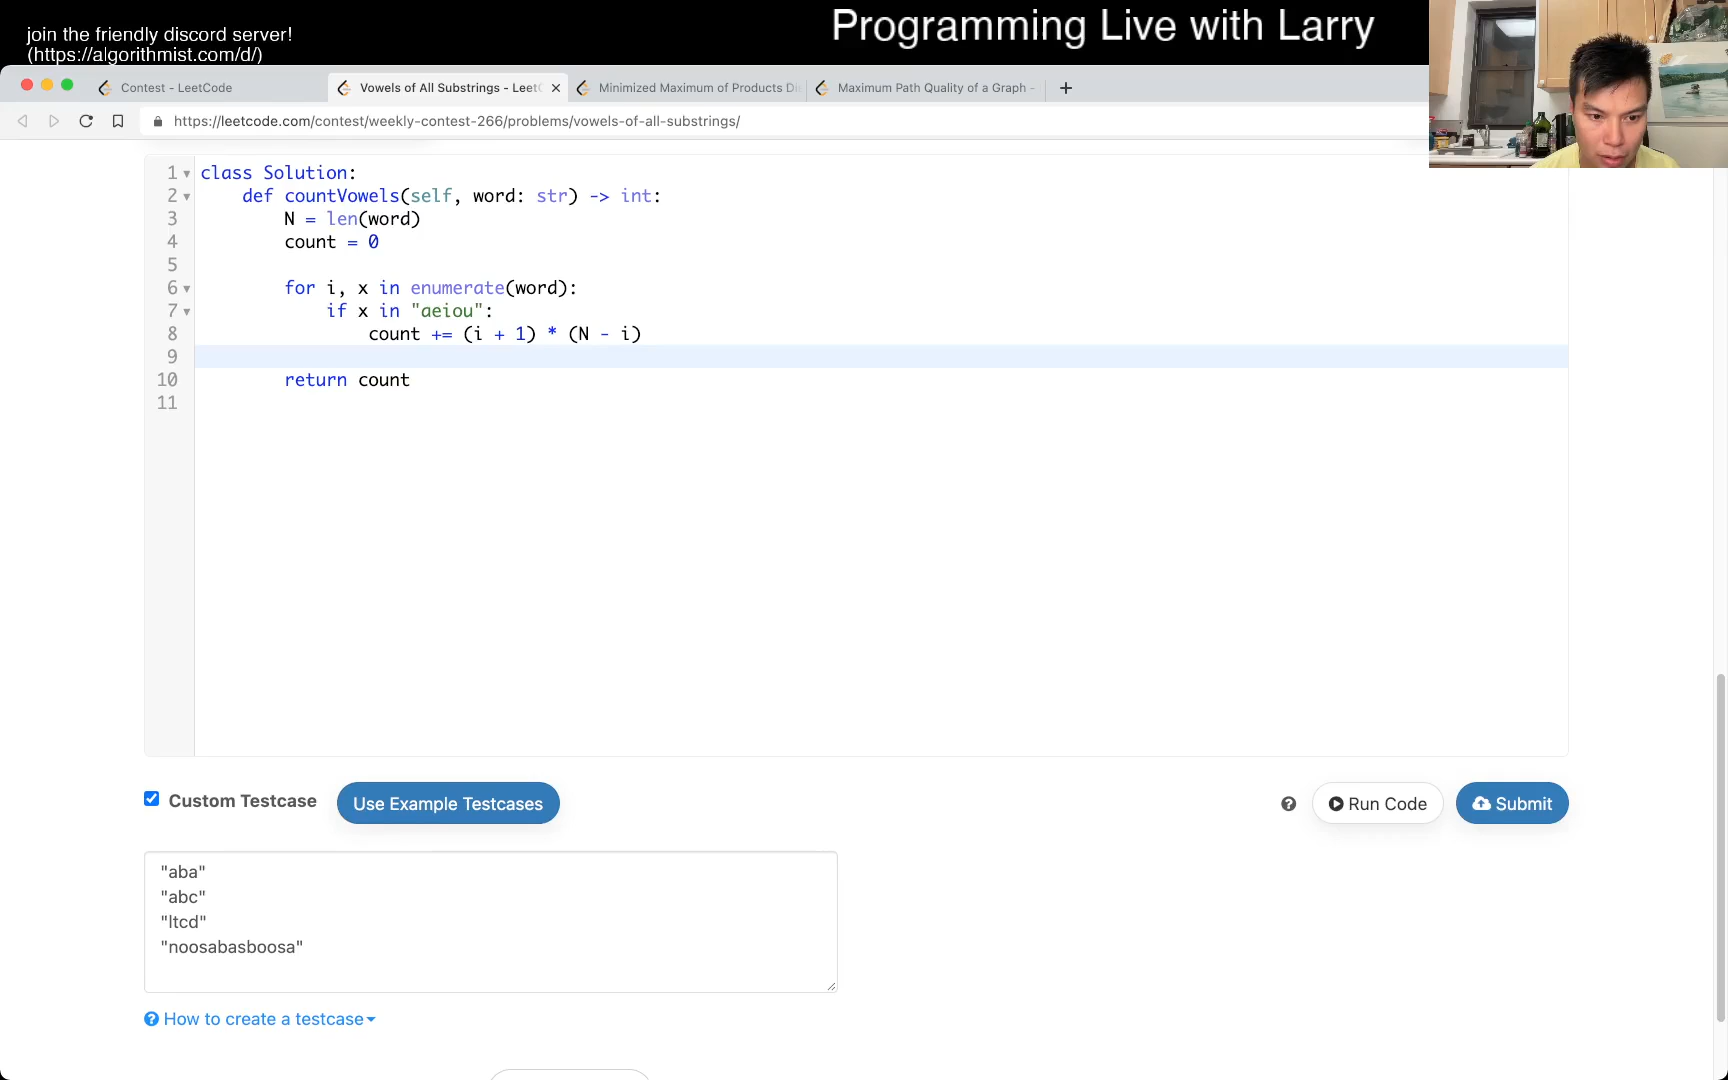 join the friendly discord server!
(https://algorithmist.com/d/)
Programming Live with Larry
Contest - LeetCode
Vowels of All Substrings - Leet
Minimized Maximum of Products Di
Maximum Path Quality of a Graph -
https://leetcode.com/contest/weekly-contest-266/problems/vowels-of-all-substrings/
1 class Solution:
2 def countVowels(self, word: str) -> int:
3 N = len(word)
4 count = 0
5
6 for i, x in enumerate(word):
7 if x in "aeiou":
8 count += (i + 1) * (N - i)
9
10 return count
11
Custom Testcase
Use Example Testcases
Run Code
Submit
"aba"
"abc"
"ltcd"
"noosabasboosa"
How to create a testcase